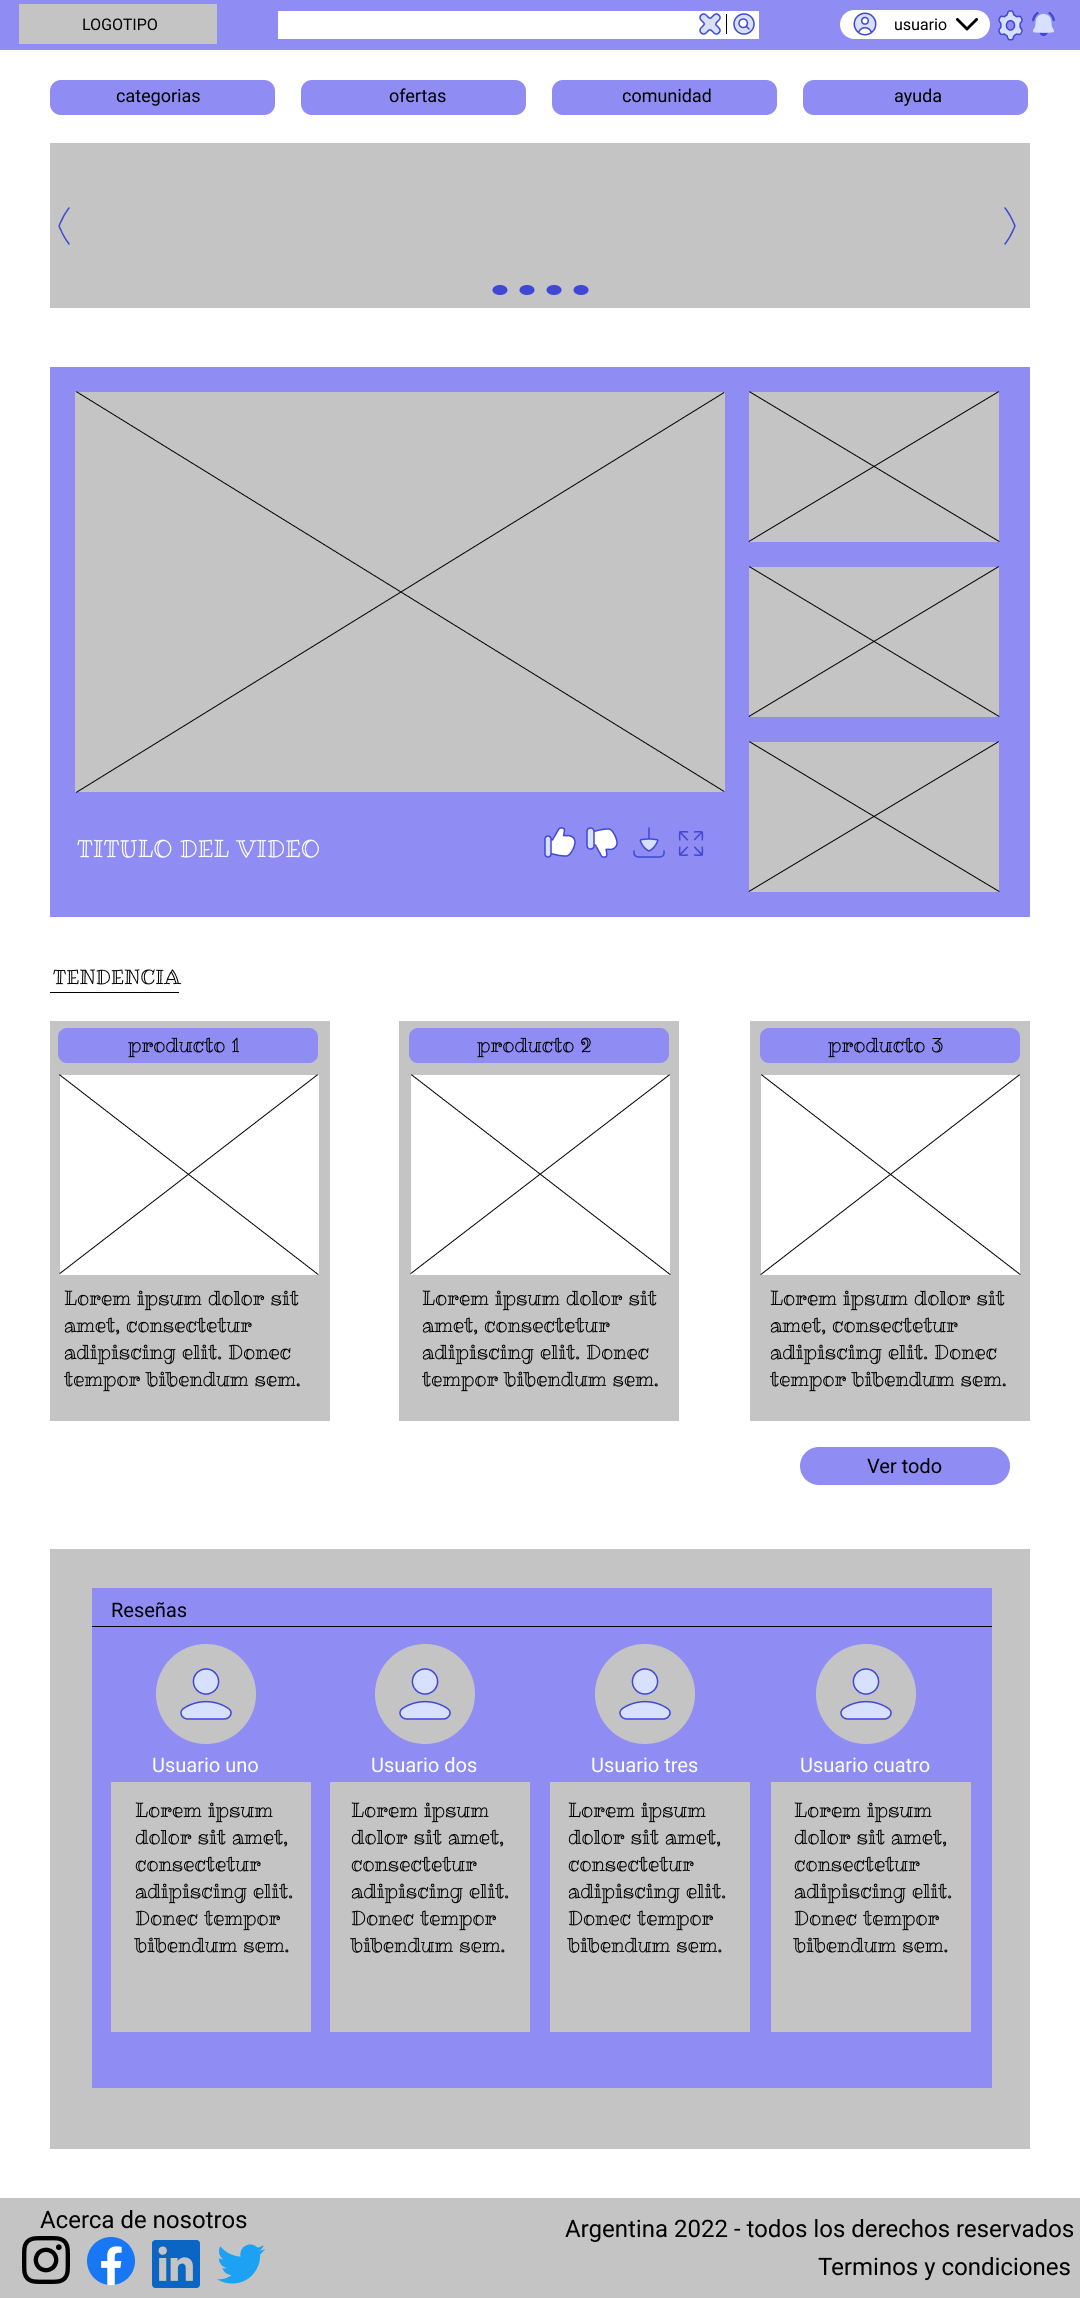 LOGOTIPO
usuario
categorias
ofertas
comunidad
ayuda
TITULO DEL VIDEO
TENDENCIA
producto 1
Lorem ipsum dolor sit
amet, consectetur
adipiscing elit. Donec
tempor bibendum sem.
producto 2
Lorem ipsum dolor sit
amet, consectetur
adipiscing elit. Donec
tempor bibendum sem.
producto 3
Lorem ipsum dolor sit
amet, consectetur
adipiscing elit. Donec
tempor bibendum sem.
Ver todo
Reseñas
Usuario uno
Lorem ipsum
dolor sit amet,
consectetur
adipiscing elit.
Donec tempor
bibendum sem.
Usuario dos
Lorem ipsum
dolor sit amet,
consectetur
adipiscing elit.
Donec tempor
bibendum sem.
Usuario tres
Lorem ipsum
dolor sit amet,
consectetur
adipiscing elit.
Donec tempor
bibendum sem.
Usuario cuatro
Lorem ipsum
dolor sit amet,
consectetur
adipiscing elit.
Donec tempor
bibendum sem.
Acerca de nosotros
Argentina 2022 - todos los derechos reservados
Terminos y condiciones